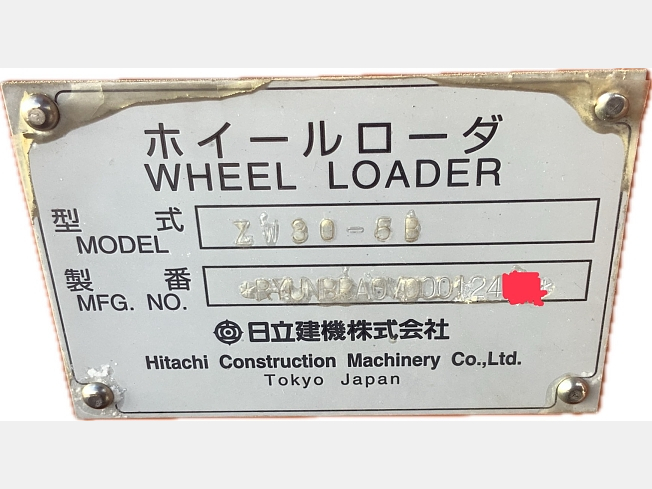 ホイールローダ
WHEEL LOADER
型式
MODEL ZW30-5B
製番
MFG. NO.
日立建機株式会社
Hitachi Construction Machinery Co.,Ltd.
Tokyo Japan